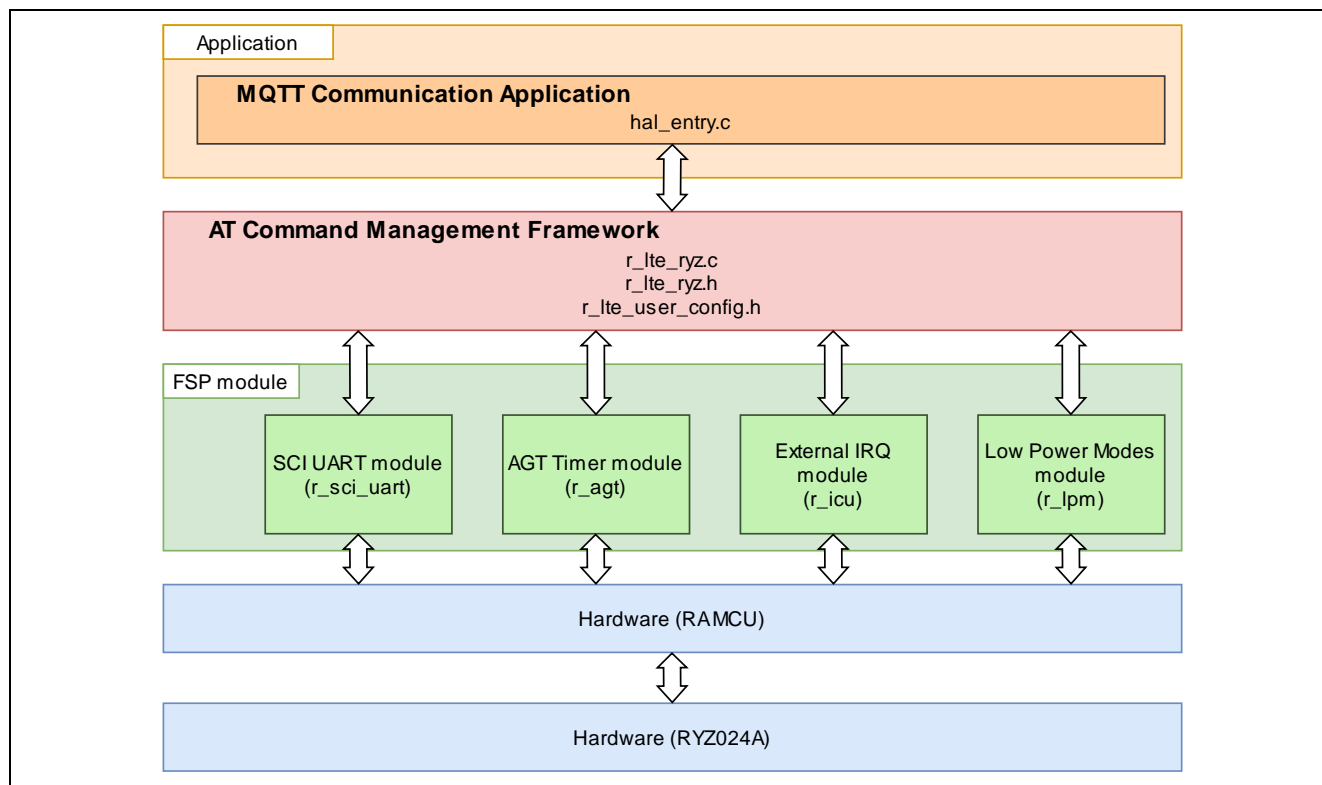 Application
MQTT Communication Application
hal_entry.c
AT Command Management Framework
r_lte_ryz.c
r_lte_ryz.h
r_lte_user_config.h
FSP module
SCI UART module
(r_sci_uart)
AGT Timer module
(r_agt)
External IRQ
module
(r_icu)
Low Power Modes
module
(r_lpm)
Hardware (RAMCU)
Hardware (RYZ024A)